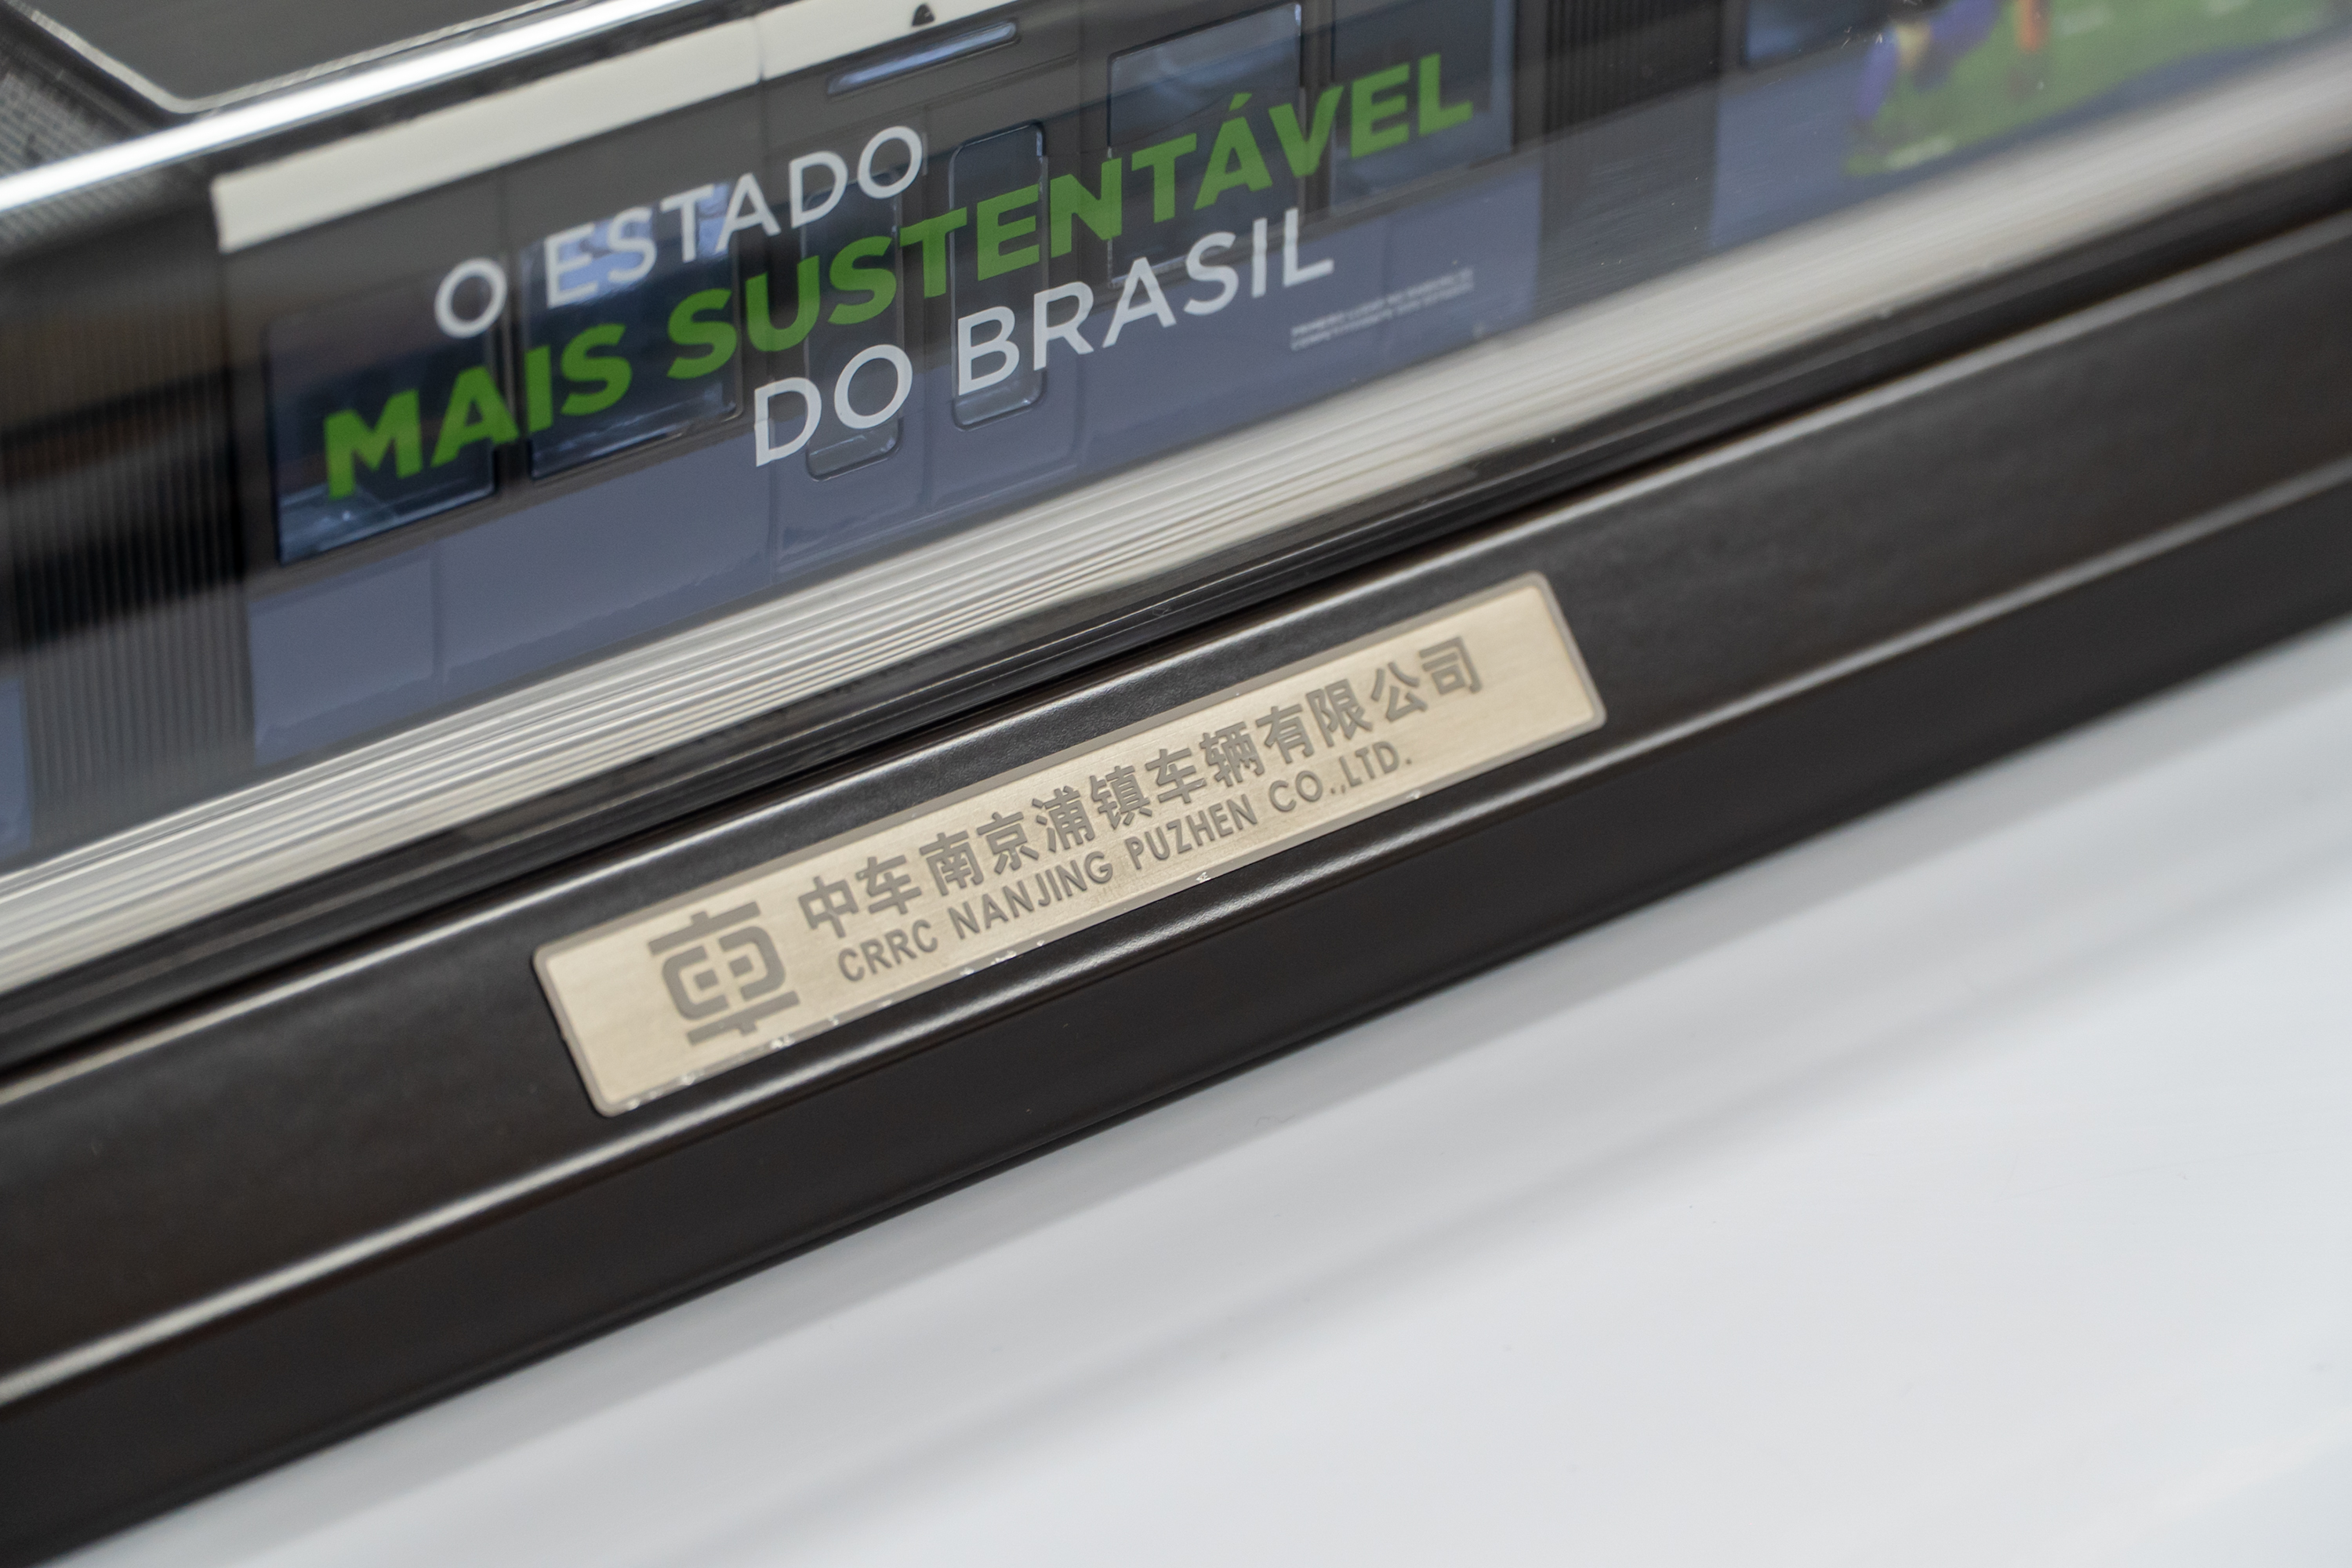 O ESTADO
MAIS SUSTENTÁVEL
DO BRASIL
中车南京浦镇车辆有限公司
CRRC NANJING PUZHEN CO.,LTD.